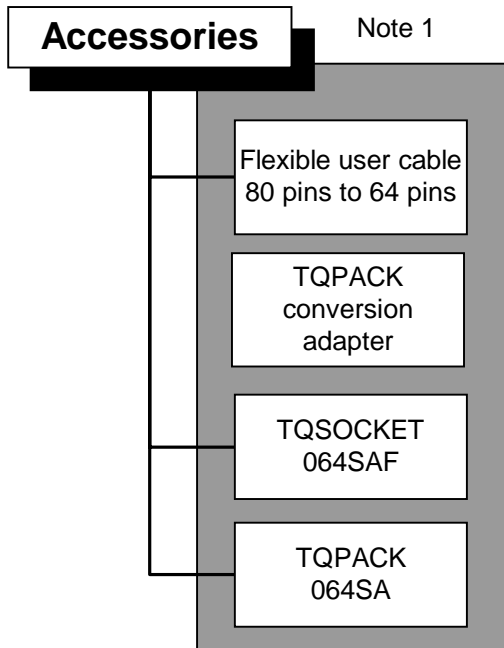 Accessories
Note 1
Flexible user cable
80 pins to 64 pins
TQPACK
conversion
adapter
TQSOCKET
064SAF
TQPACK
064SA